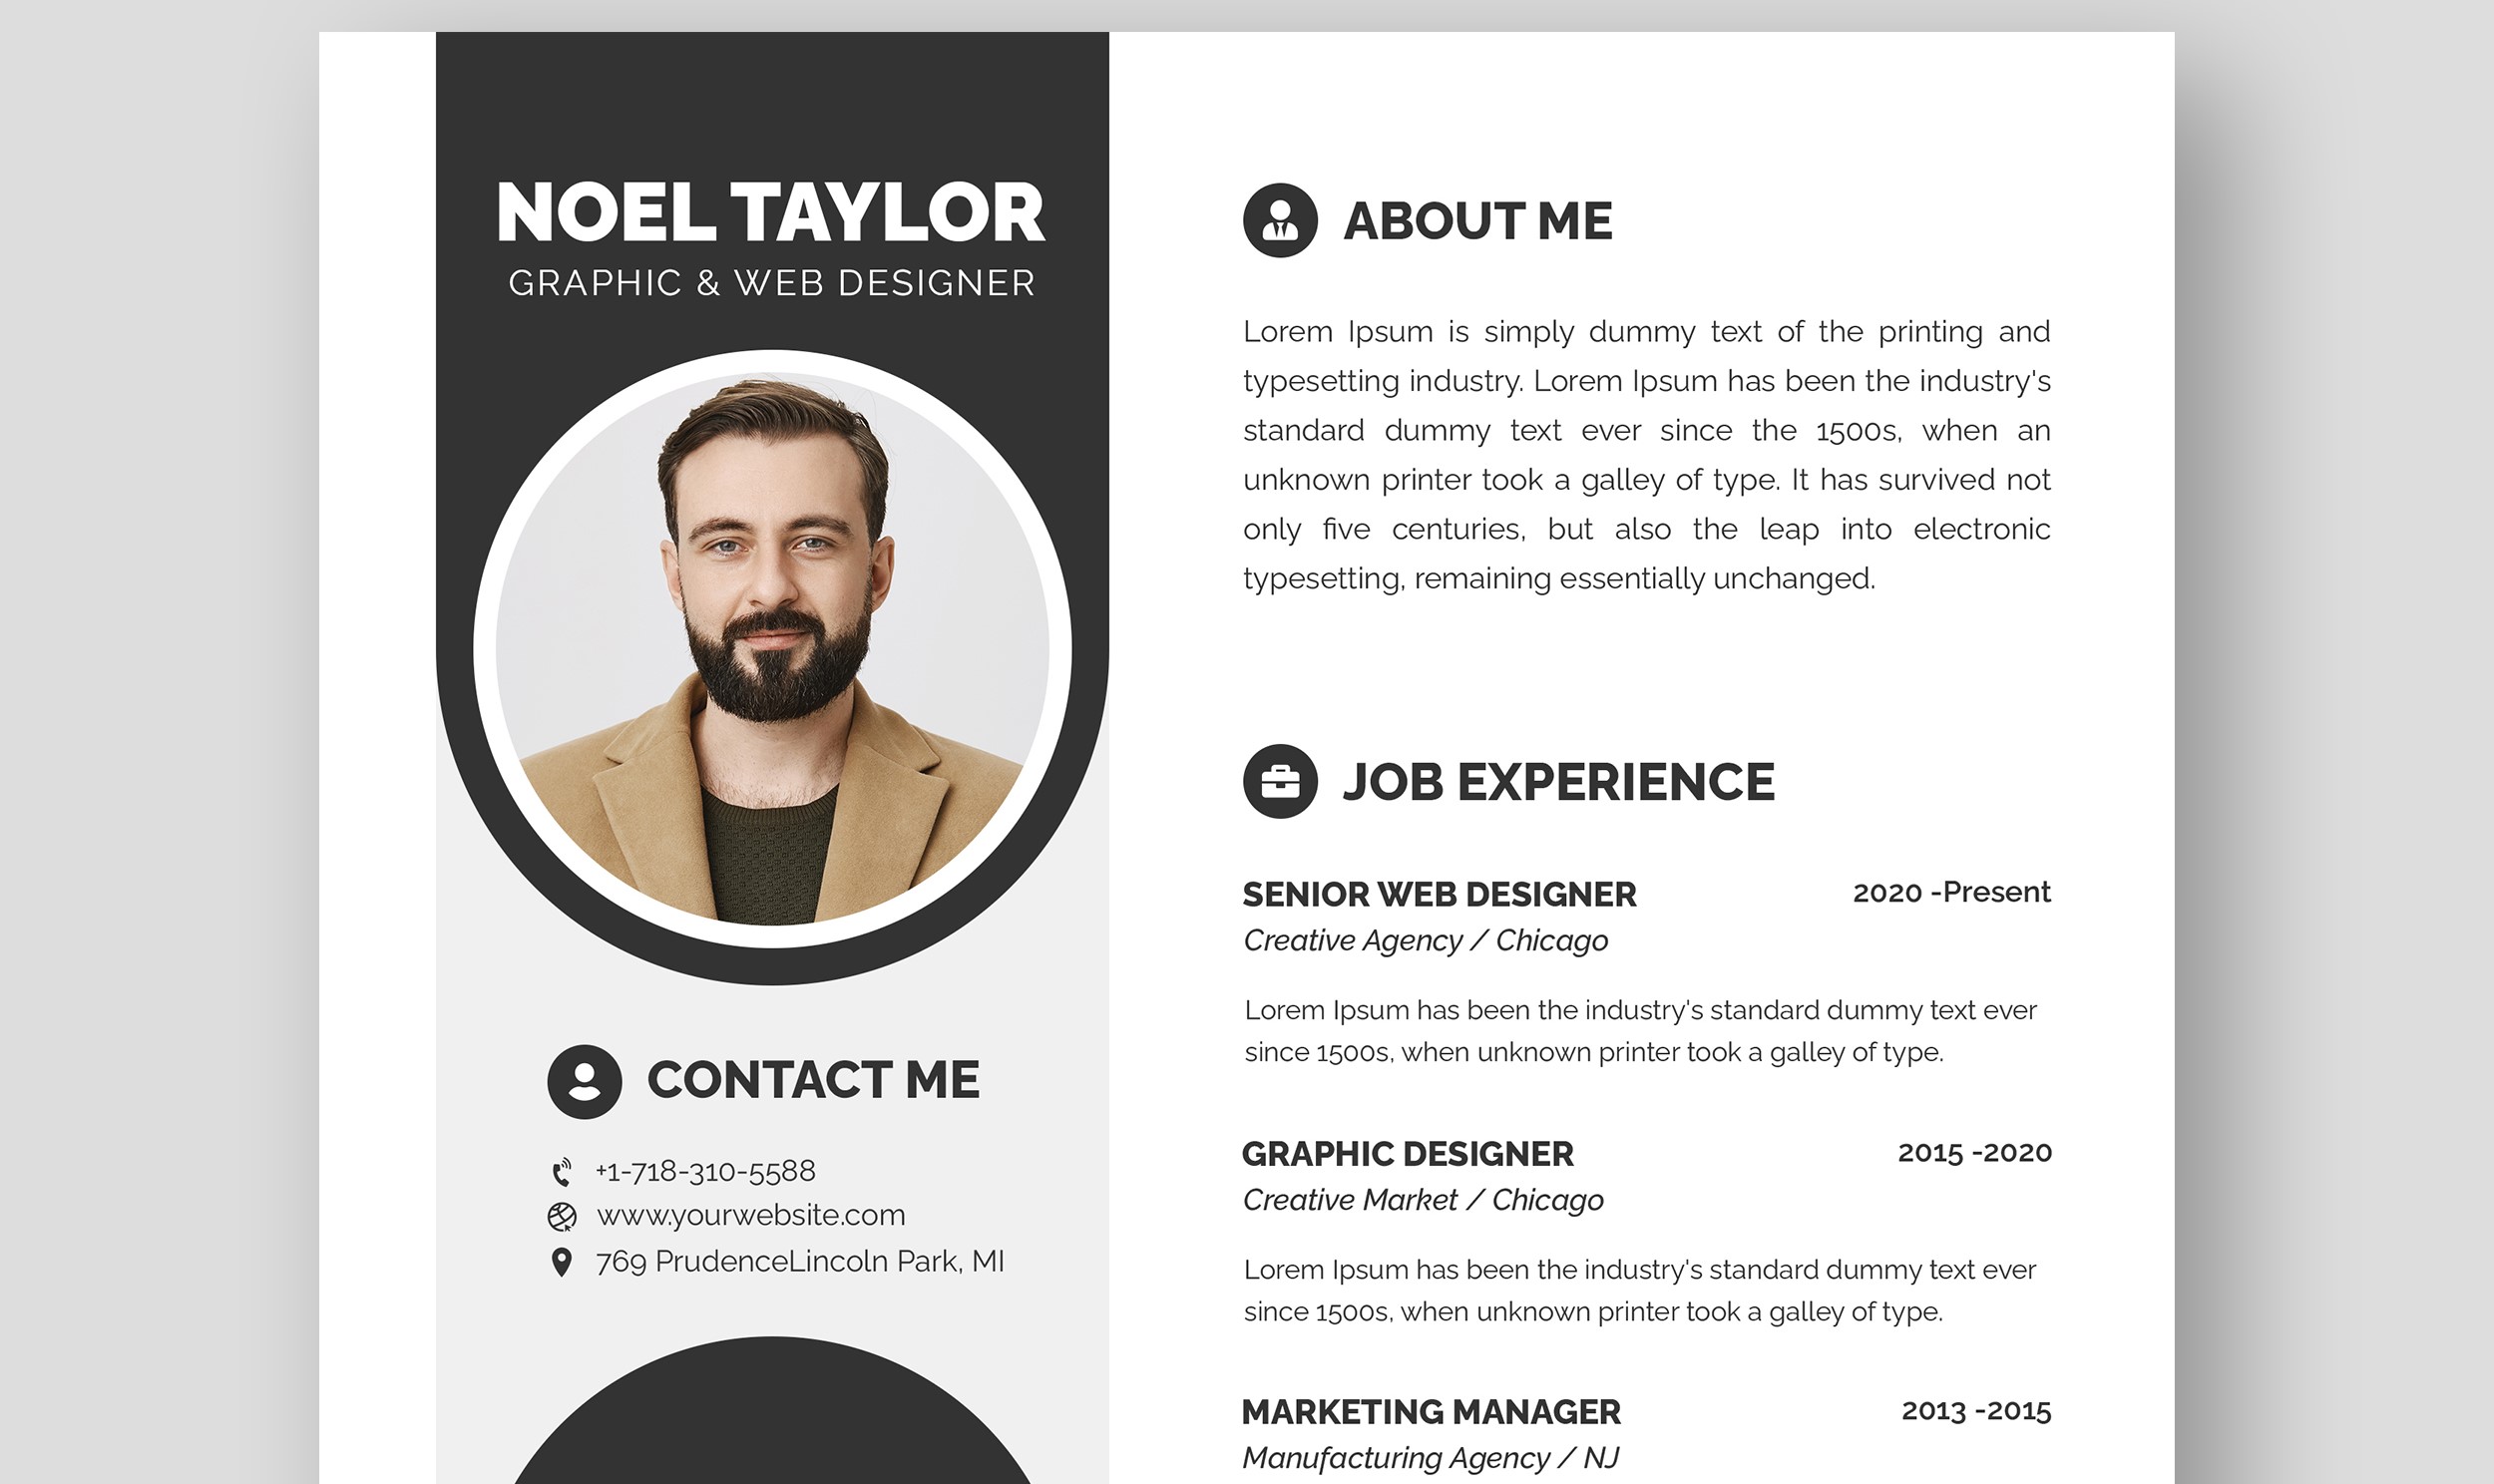 NOEL TAYLOR
GRAPHIC & WEB DESIGNER
CONTACT ME
+1-718-310-5588
www.yourwebsite.com
769 PrudenceLincoln Park, MI
ABOUT ME
Lorem Ipsum is simply dummy text of the printing and
typesetting industry. Lorem Ipsum has been the industry's
standard dummy text ever since the 1500s, when an
unknown printer took a galley of type. It has survived not
only five centuries, but also the leap into electronic
typesetting, remaining essentially unchanged.
JOB EXPERIENCE
SENIOR WEB DESIGNER 2020 -Present
Creative Agency / Chicago
Lorem Ipsum has been the industry's standard dummy text ever
since 1500s, when unknown printer took a galley of type.
GRAPHIC DESIGNER 2015 -2020
Creative Market / Chicago
Lorem Ipsum has been the industry's standard dummy text ever
since 1500s, when unknown printer took a galley of type.
MARKETING MANAGER 2013 -2015
Manufacturing Agency / NJ